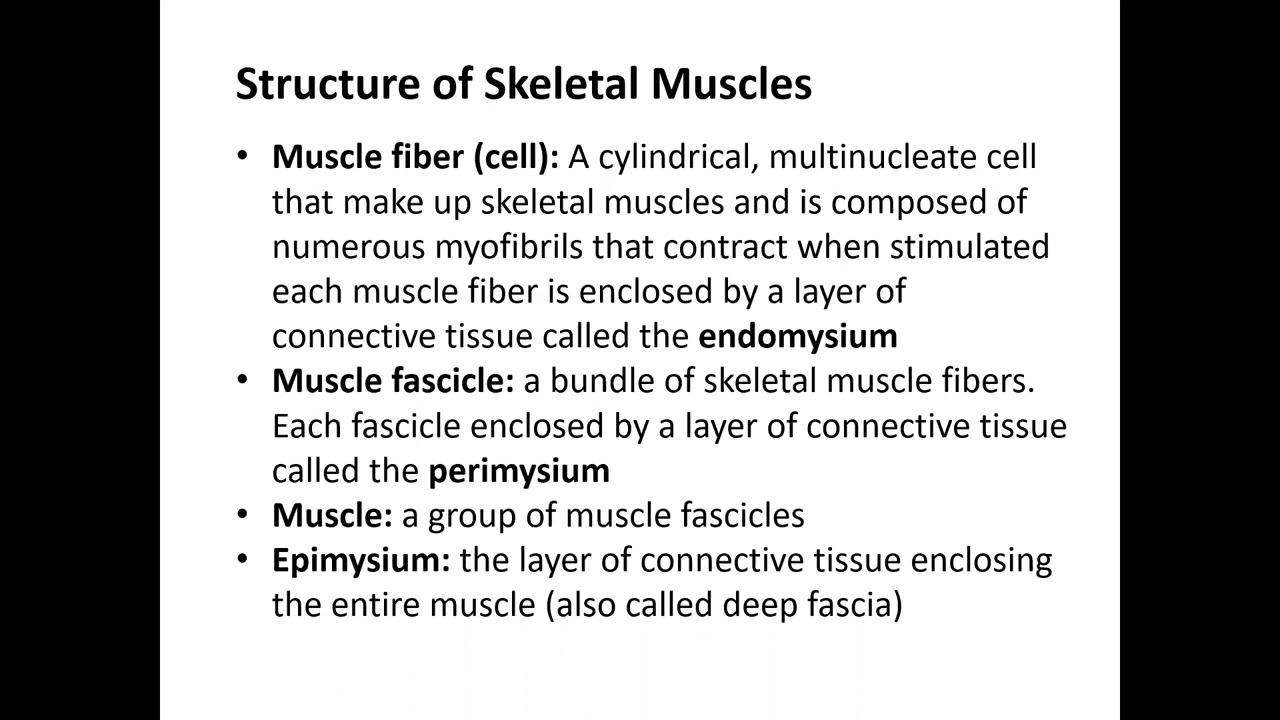 Structure of Skeletal Muscles
• Muscle fiber (cell): A cylindrical, multinucleate cell
that make up skeletal muscles and is composed of
numerous myofibrils that contract when stimulated
each muscle fiber is enclosed by a layer of
connective tissue called the endomysium
• Muscle fascicle: a bundle of skeletal muscle fibers.
Each fascicle enclosed by a layer of connective tissue
called the perimysium
• Muscle: a group of muscle fascicles
• Epimysium: the layer of connective tissue enclosing
the entire muscle (also called deep fascia)